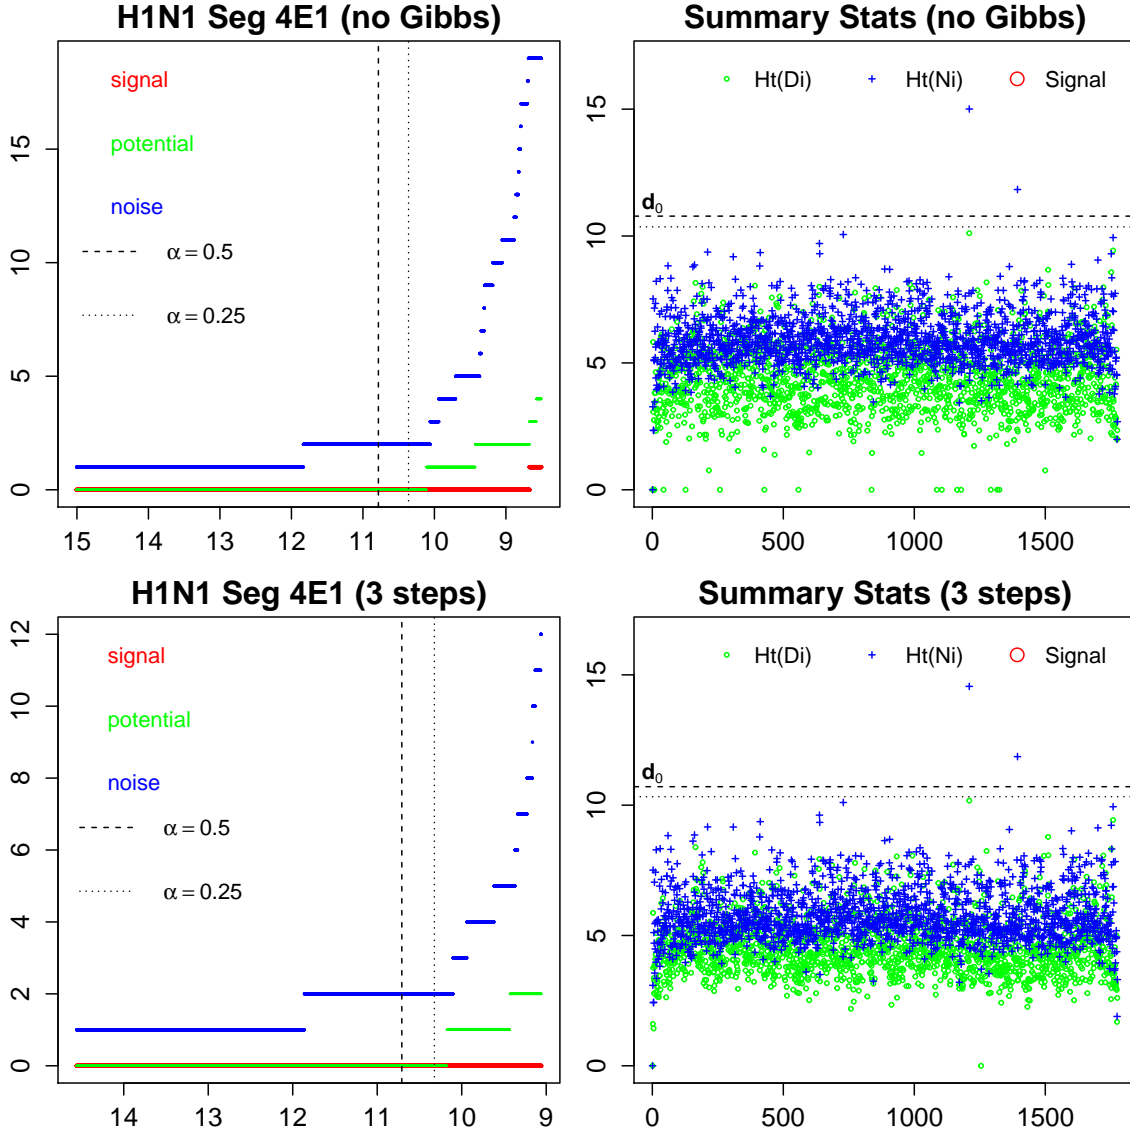 H1N1 Seg 4E1 (no Gibbs)
signal
potential
noise
α = 0.5
α = 0.25
0 5 10 15
15 14 13 12 11 10 9
Summary Stats (no Gibbs)
Ht(Di) Ht(Ni) Signal
d0
0 5 10 15
0 500 1000 1500
H1N1 Seg 4E1 (3 steps)
signal
potential
noise
α = 0.5
α = 0.25
0 2 4 6 8 10 12
14 13 12 11 10 9
Summary Stats (3 steps)
Ht(Di) Ht(Ni) Signal
d0
0 5 10 15
0 500 1000 1500